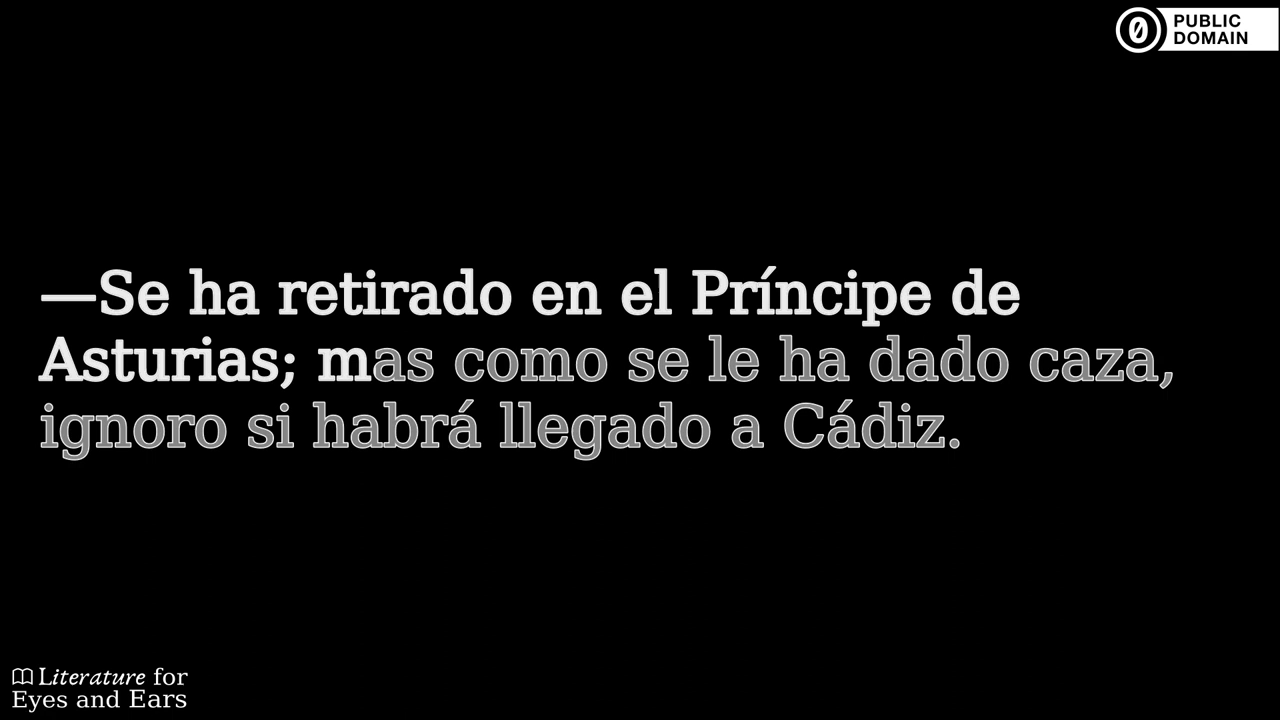 PUBLIC
DOMAIN
—Se ha retirado en el Príncipe de
Asturias; mas como se le ha dado caza,
ignoro si habrá llegado a Cádiz.
Literature for
Eyes and Ears